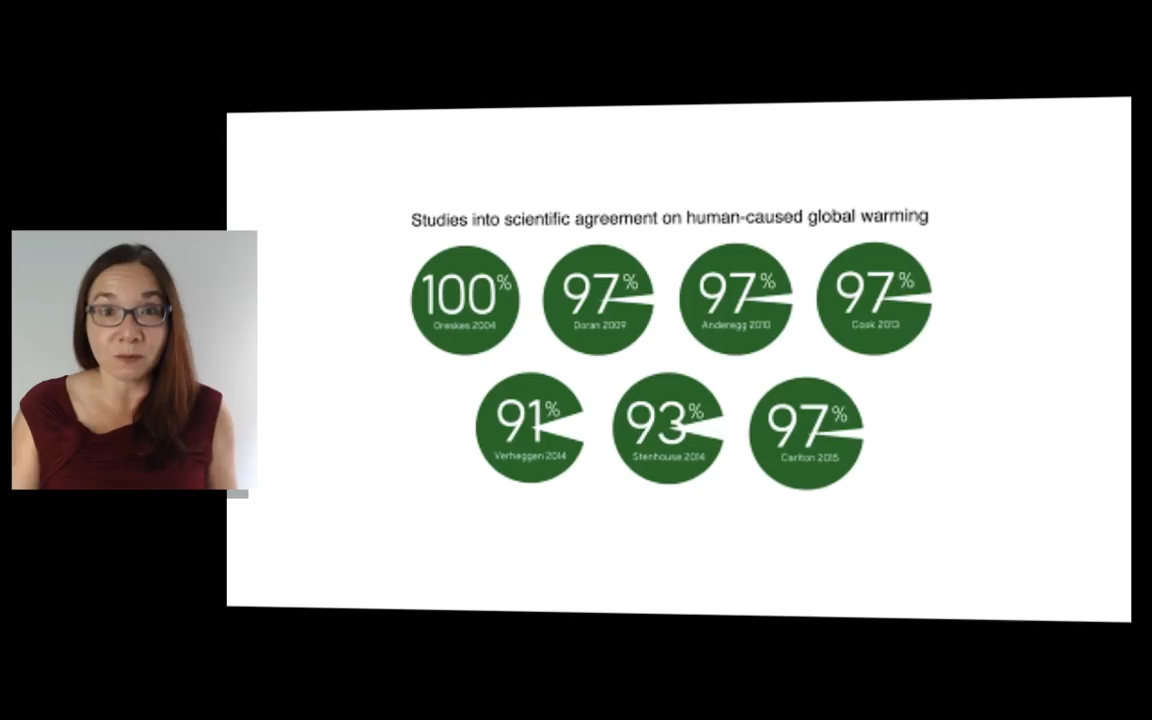 Studies into scientific agreement on human-caused global warming
100% 97% 97% 97%
Oreskes 2004 Doran 2009 Anderegg 2010 Cook 2013
91% 93% 97%
Verheggen 2014 Stenhouse 2014 Carlton 2015